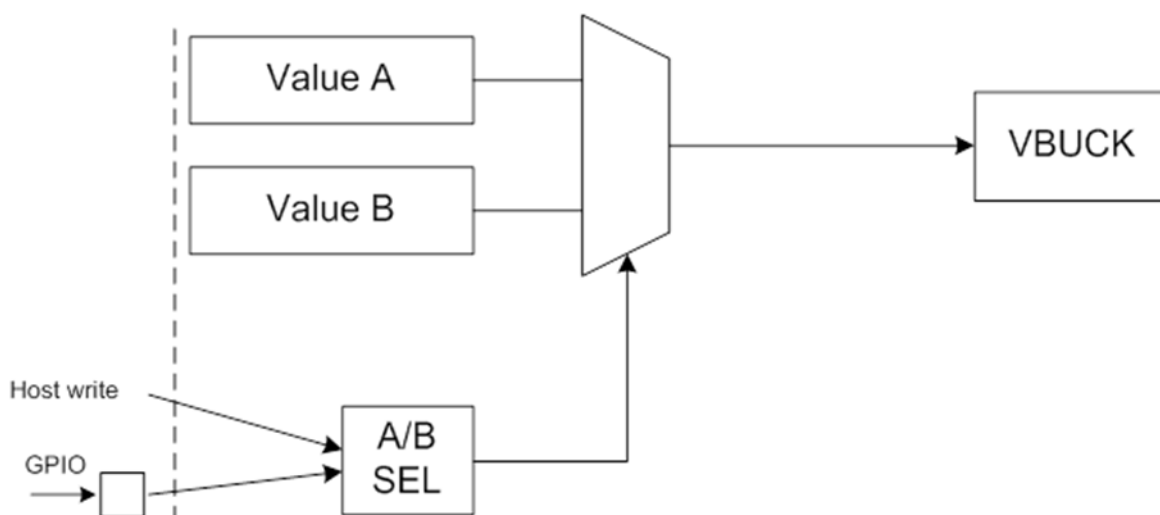 Value A
VBUCK
Value B
Host write
A/B
SEL
GPIO